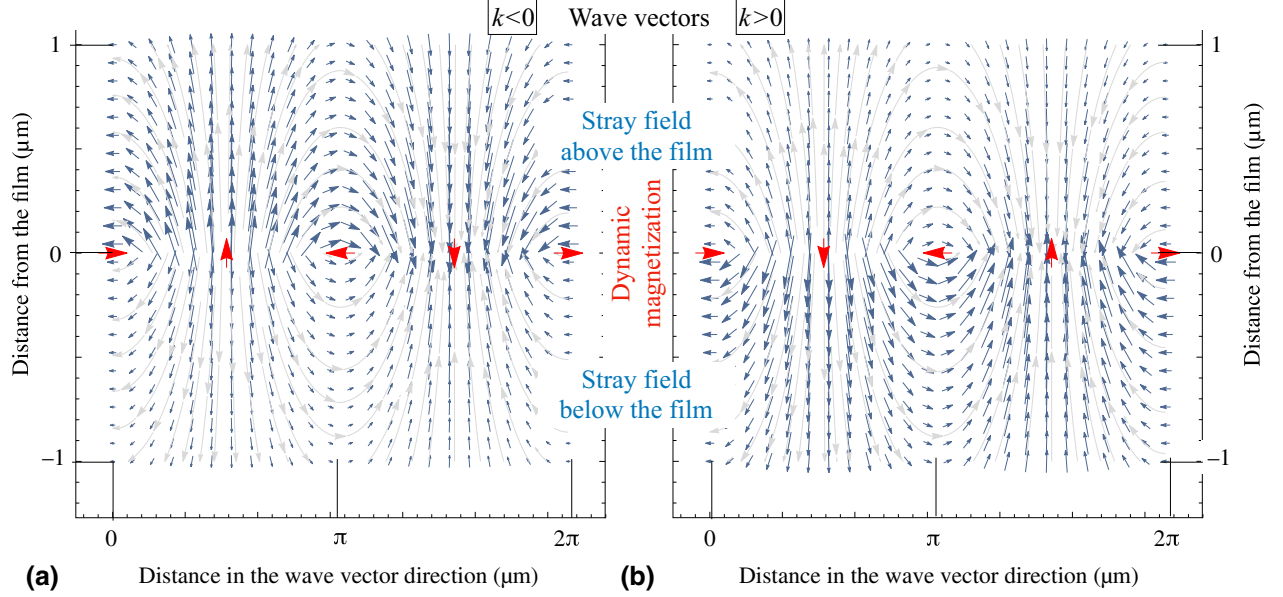 k<0 Wave vectors k>0
1
0
−1
Distance from the film (μm)
Stray field
above the film
Dynamic
magnetization
Stray field
below the film
1
0
−1
Distance from the film (μm)
0 π 2π
0 π 2π
(a) Distance in the wave vector direction (μm)
(b) Distance in the wave vector direction (μm)